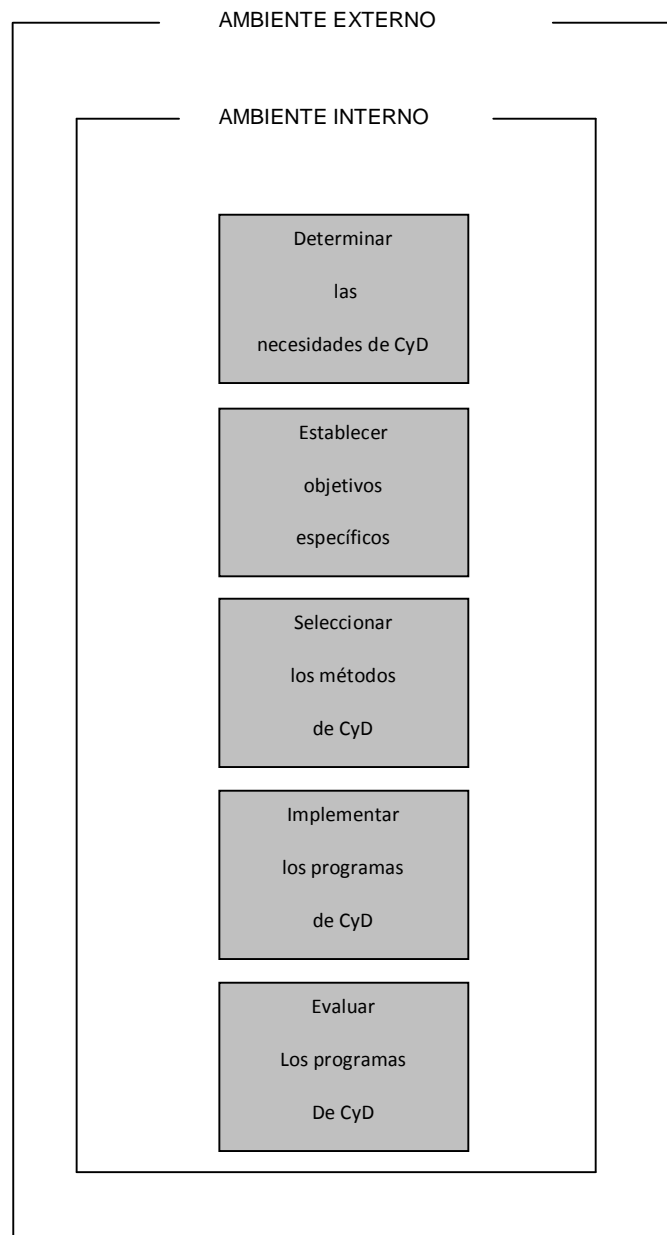 AMBIENTE EXTERNO
AMBIENTE INTERNO
Determinar
las
necesidades de CyD
Establecer
objetivos
específicos
Seleccionar
los métodos
de CyD
Implementar
los programas
de CyD
Evaluar
Los programas
De CyD